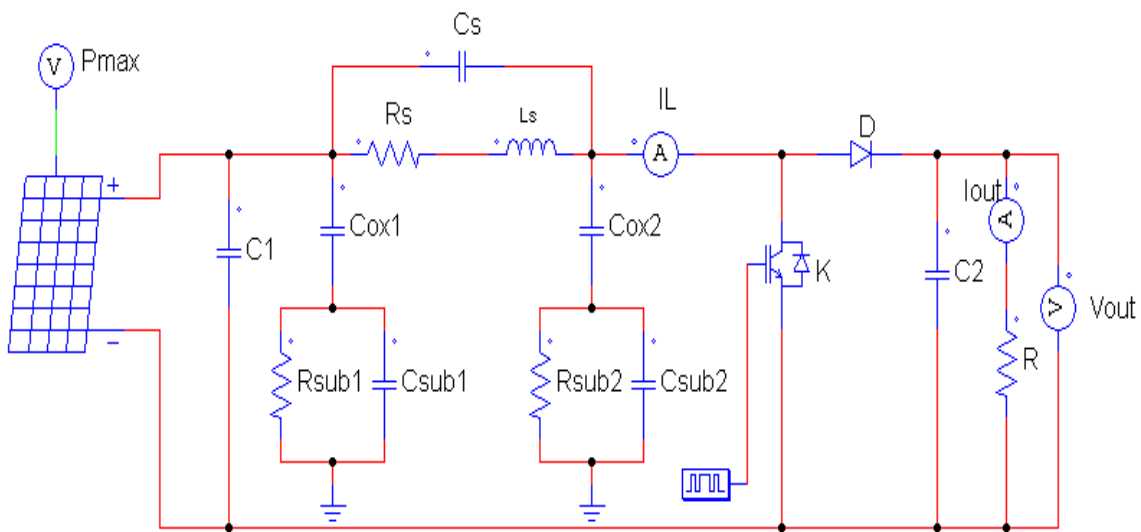 Cs
V Pmax
IL
Rs
Ls
D
A
+
Iout
A
Cox1
Cox2
C1
K
C2
V
Vout
−
R
Rsub1
Csub1
Rsub2
Csub2